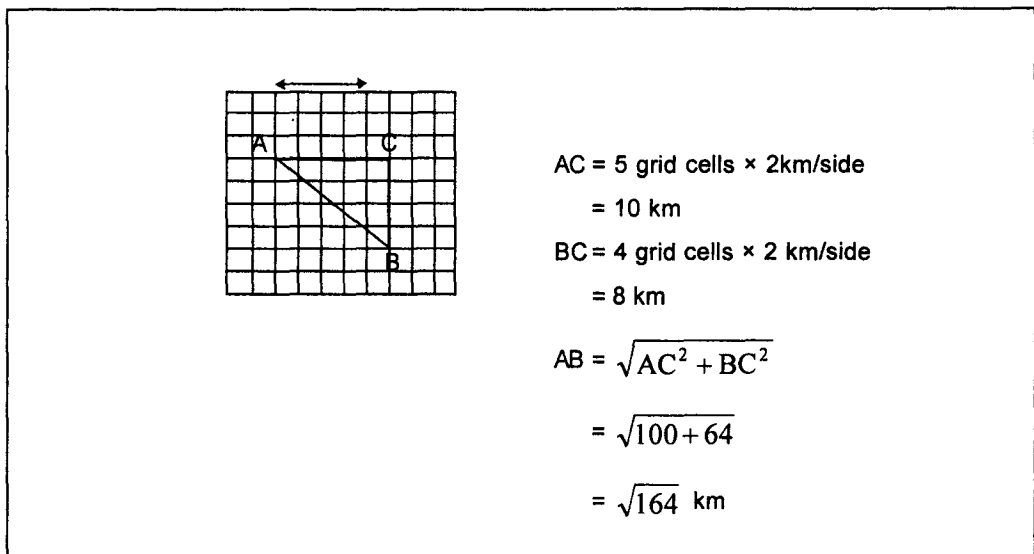 A C
B
AC = 5 grid cells × 2km/side
= 10 km
BC = 4 grid cells × 2 km/side
= 8 km
AB = √(AC² + BC²)
= √(100 + 64)
= √164 km